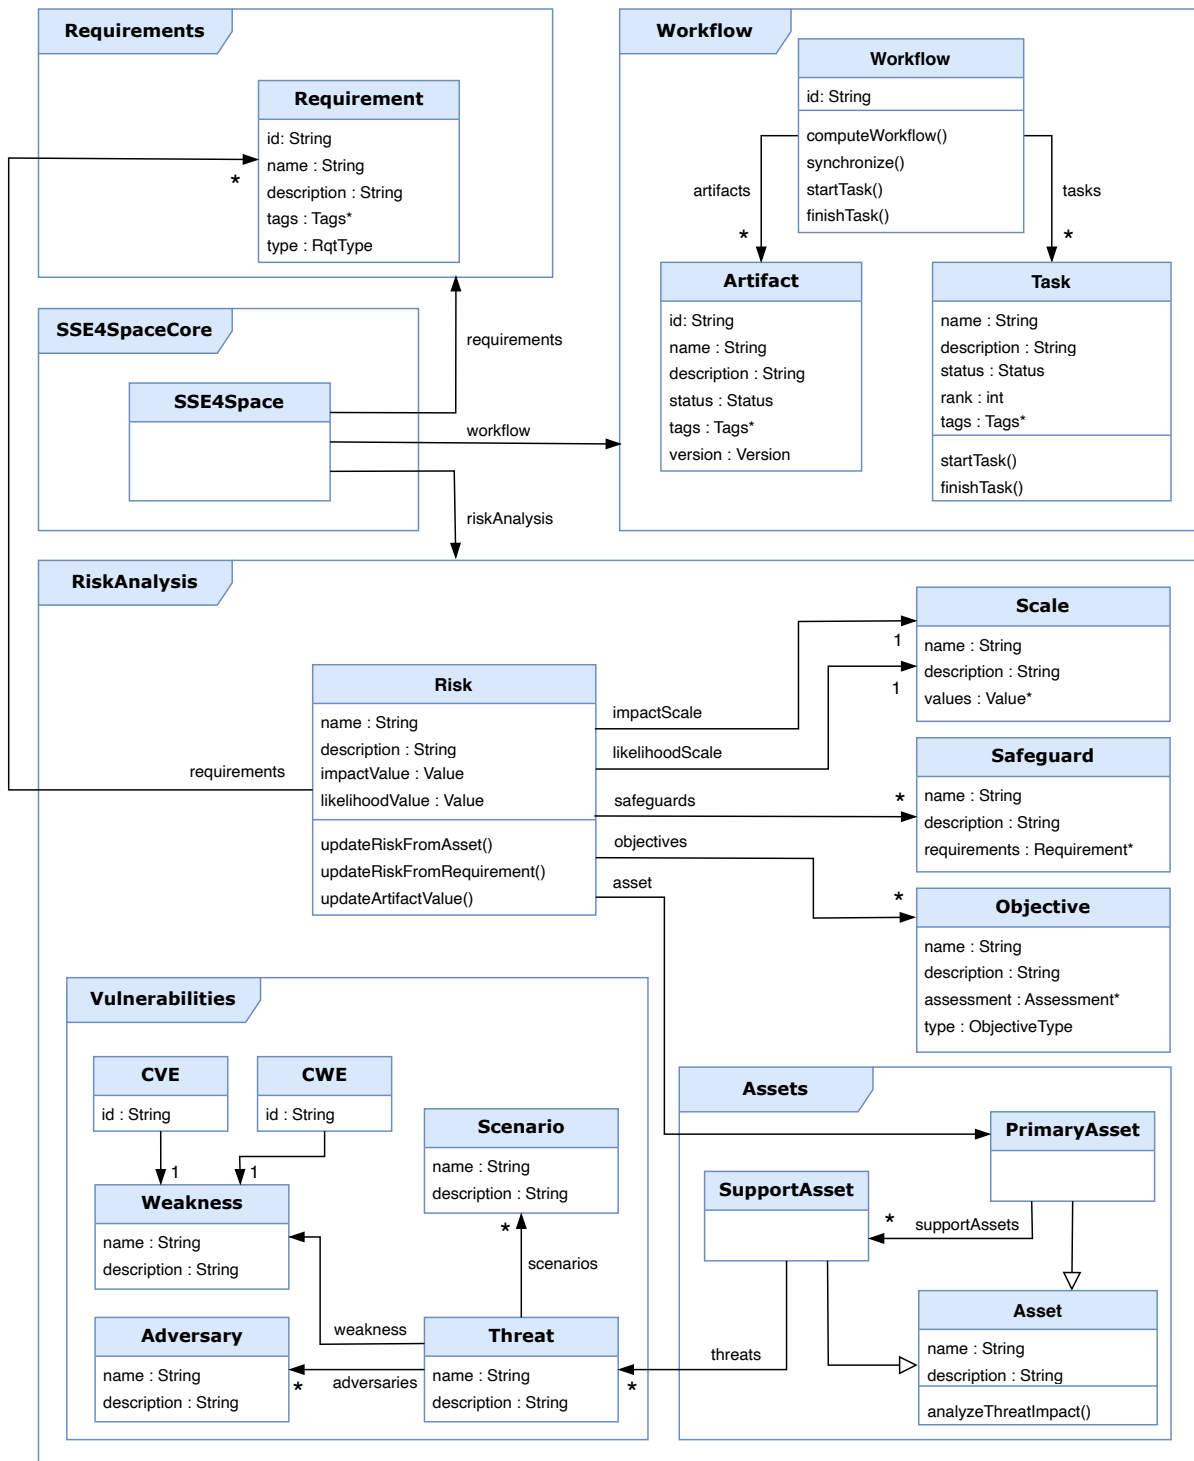 Requirements
Requirement
id: String
name : String
description : String
tags : Tags*
type : RqtType
*
Workflow
Workflow
id: String
computeWorkflow()
synchronize()
startTask()
finishTask()
artifacts
*
tasks
*
Artifact
id: String
name : String
description : String
status : Status
tags : Tags*
version : Version
Task
name : String
description : String
status : Status
rank : int
tags : Tags*
startTask()
finishTask()
SSE4SpaceCore
SSE4Space
requirements
workflow
riskAnalysis
RiskAnalysis
Risk
name : String
description : String
impactValue : Value
likelihoodValue : Value
updateRiskFromAsset()
updateRiskFromRequirement()
updateArtifactValue()
requirements
impactScale
1
likelihoodScale
1
safeguards
*
objectives
*
asset
Scale
name : String
description : String
values : Value*
Safeguard
name : String
description : String
requirements : Requirement*
Objective
name : String
description : String
assessment : Assessment*
type : ObjectiveType
Vulnerabilities
CVE
id : String
CWE
id : String
1
1
Weakness
name : String
description : String
Scenario
name : String
description : String
*
scenarios
weakness
Adversary
name : String
description : String
*
adversaries
Threat
name : String
description : String
*
threats
Assets
PrimaryAsset
SupportAsset
*
supportAssets
Asset
name : String
description : String
analyzeThreatImpact()